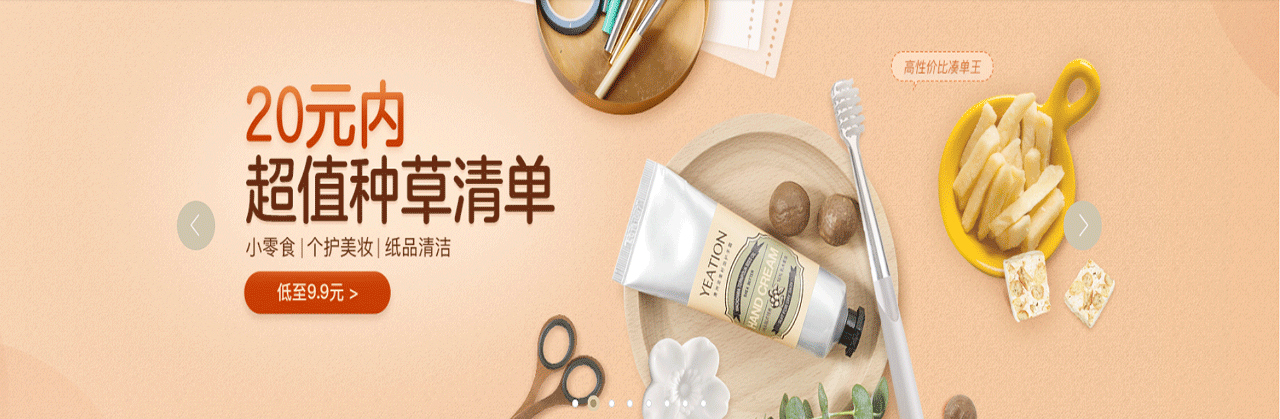 20元内
超值种草清单
小零食|个护美妆|纸品清洁
低至9.9元 >
高性价比凑单王
YEATION
HAND CREAM